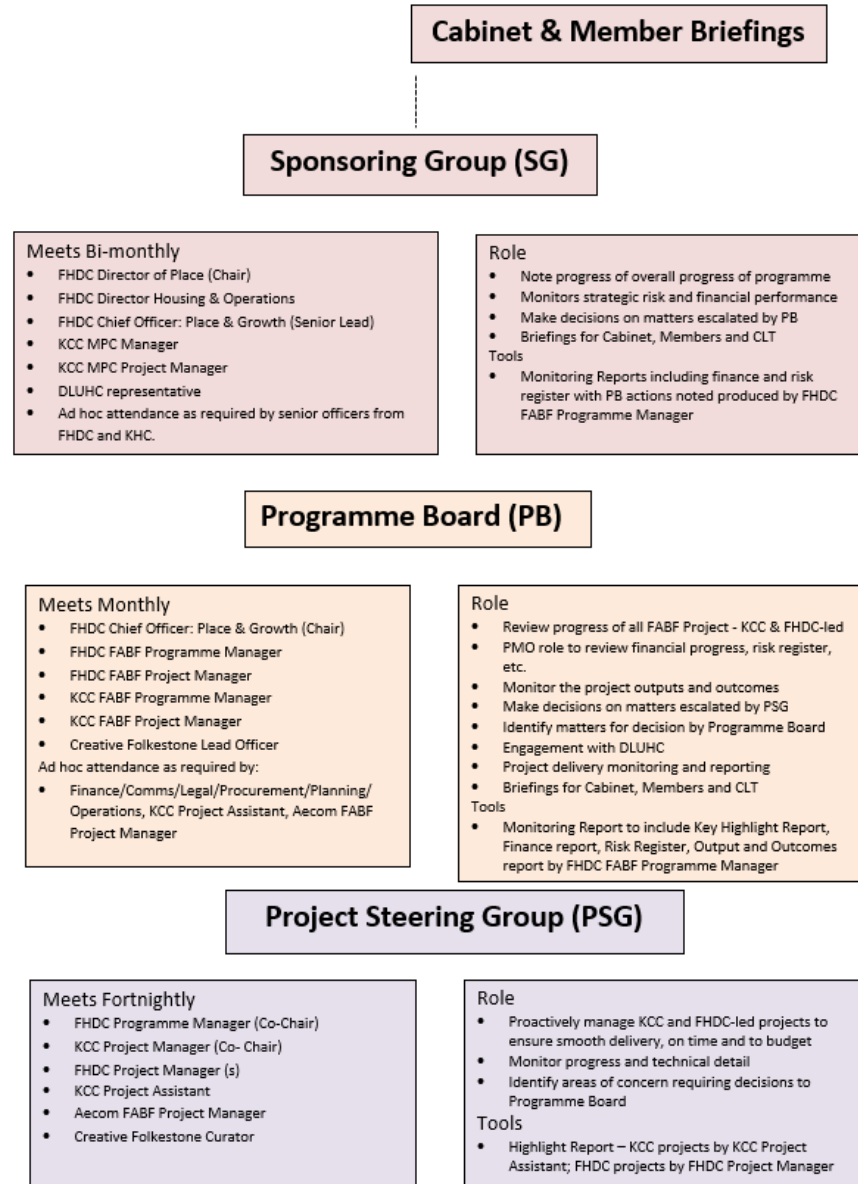 Cabinet & Member Briefings
Sponsoring Group (SG)
Meets Bi-monthly
• FHDC Director of Place (Chair)
• FHDC Director Housing & Operations
• FHDC Chief Officer: Place & Growth (Senior Lead)
• KCC MPC Manager
• KCC MPC Project Manager
• DLUHC representative
• Ad hoc attendance as required by senior officers from
FHDC and KHC.
Role
• Note progress of overall progress of programme
• Monitors strategic risk and financial performance
• Make decisions on matters escalated by PB
• Briefings for Cabinet, Members and CLT
Tools
• Monitoring Reports including finance and risk
register with PB actions noted produced by FHDC
FABF Programme Manager
Programme Board (PB)
Meets Monthly
• FHDC Chief Officer: Place & Growth (Chair)
• FHDC FABF Programme Manager
• FHDC FABF Project Manager
• KCC FABF Programme Manager
• KCC FABF Project Manager
• Creative Folkestone Lead Officer
Ad hoc attendance as required by:
• Finance/Comms/Legal/Procurement/Planning/
Operations, KCC Project Assistant, Aecom FABF
Project Manager
Role
• Review progress of all FABF Project - KCC & FHDC-led
• PMO role to review financial progress, risk register,
etc.
• Monitor the project outputs and outcomes
• Make decisions on matters escalated by PSG
• Identify matters for decision by Programme Board
• Engagement with DLUHC
• Project delivery monitoring and reporting
• Briefings for Cabinet, Members and CLT
Tools
• Monitoring Report to include Key Highlight Report,
Finance report, Risk Register, Output and Outcomes
report by FHDC FABF Programme Manager
Project Steering Group (PSG)
Meets Fortnightly
• FHDC Programme Manager (Co-Chair)
• KCC Project Manager (Co- Chair)
• FHDC Project Manager (s)
• KCC Project Assistant
• Aecom FABF Project Manager
• Creative Folkestone Curator
Role
• Proactively manage KCC and FHDC-led projects to
ensure smooth delivery, on time and to budget
• Monitor progress and technical detail
• Identify areas of concern requiring decisions to
Programme Board
Tools
• Highlight Report – KCC projects by KCC Project
Assistant; FHDC projects by FHDC Project Manager